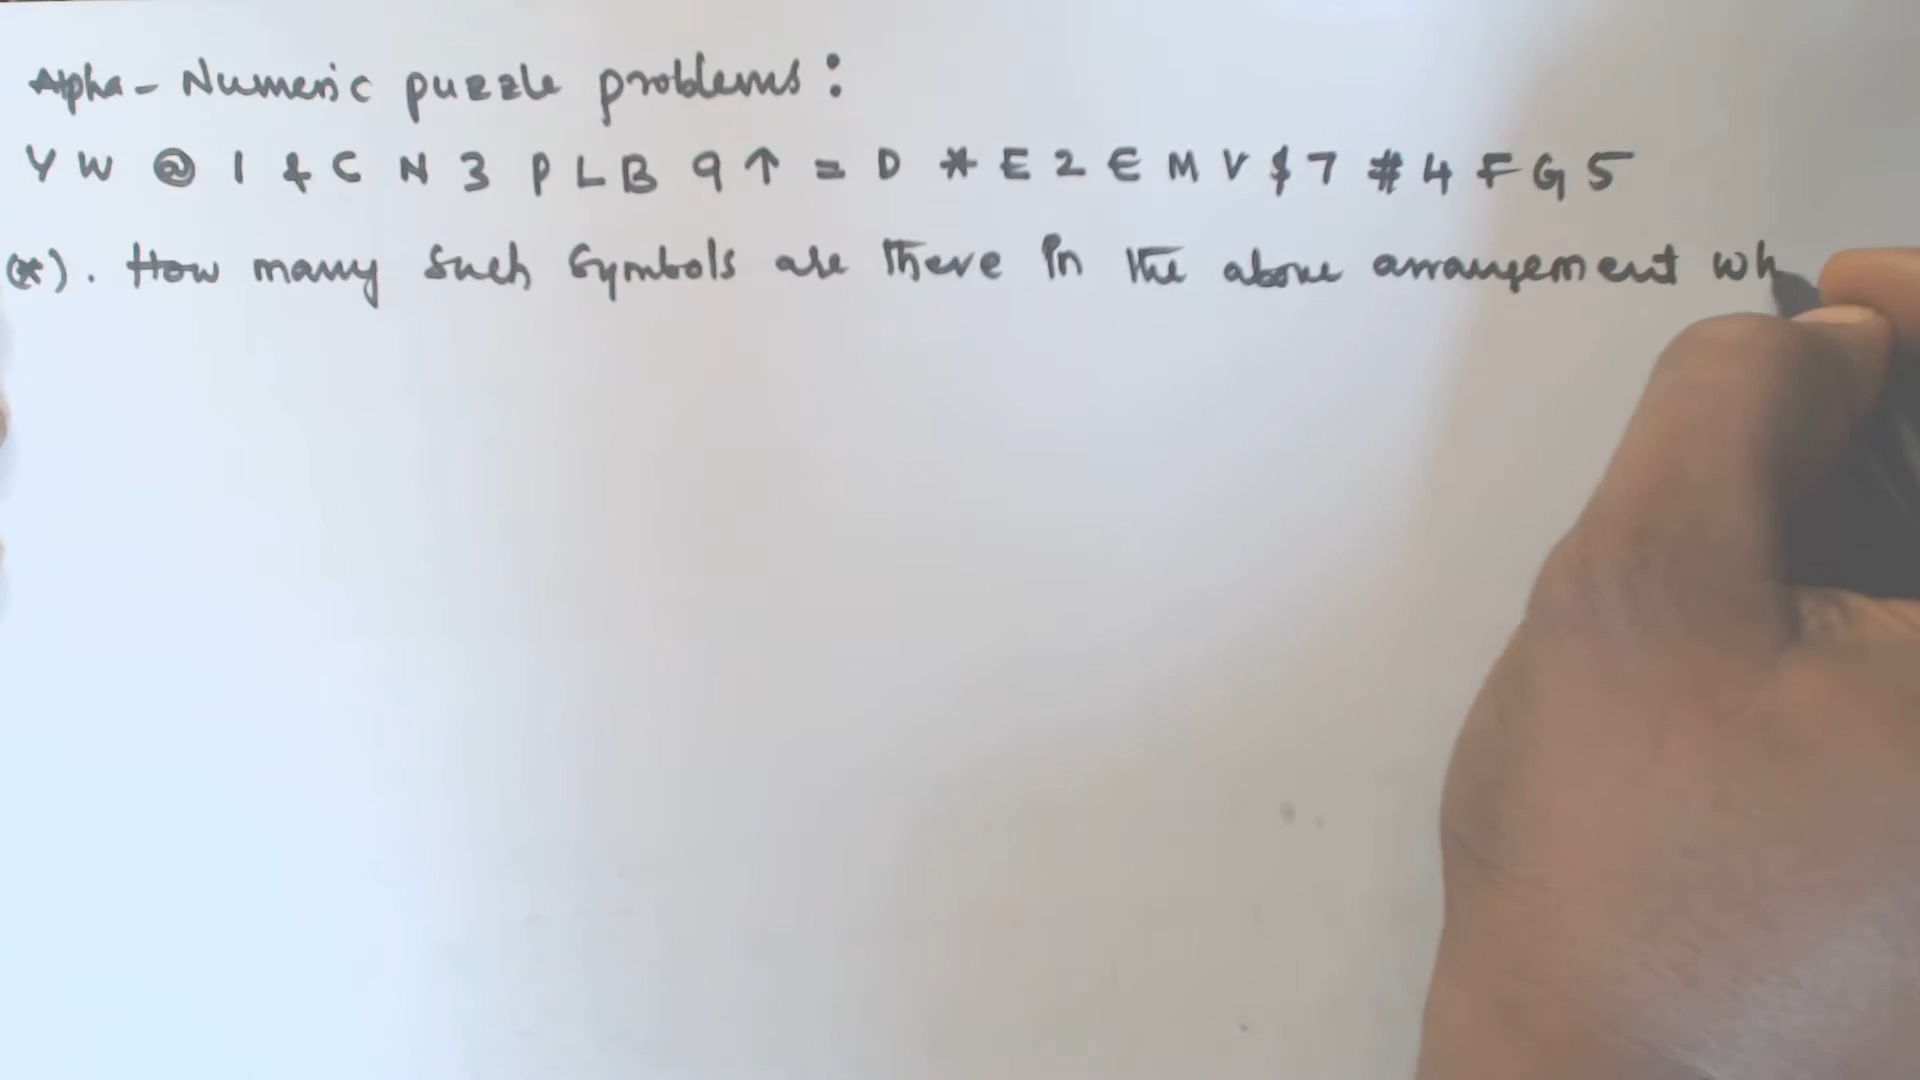 Alpha - Numeric puzzle problems :
Y W @ 1 & C N 3 P L B 9 ↑ = D * E 2 € M V $ 7 # 4 F G 5
(*). How many such symbols are there in the above arrangement wh